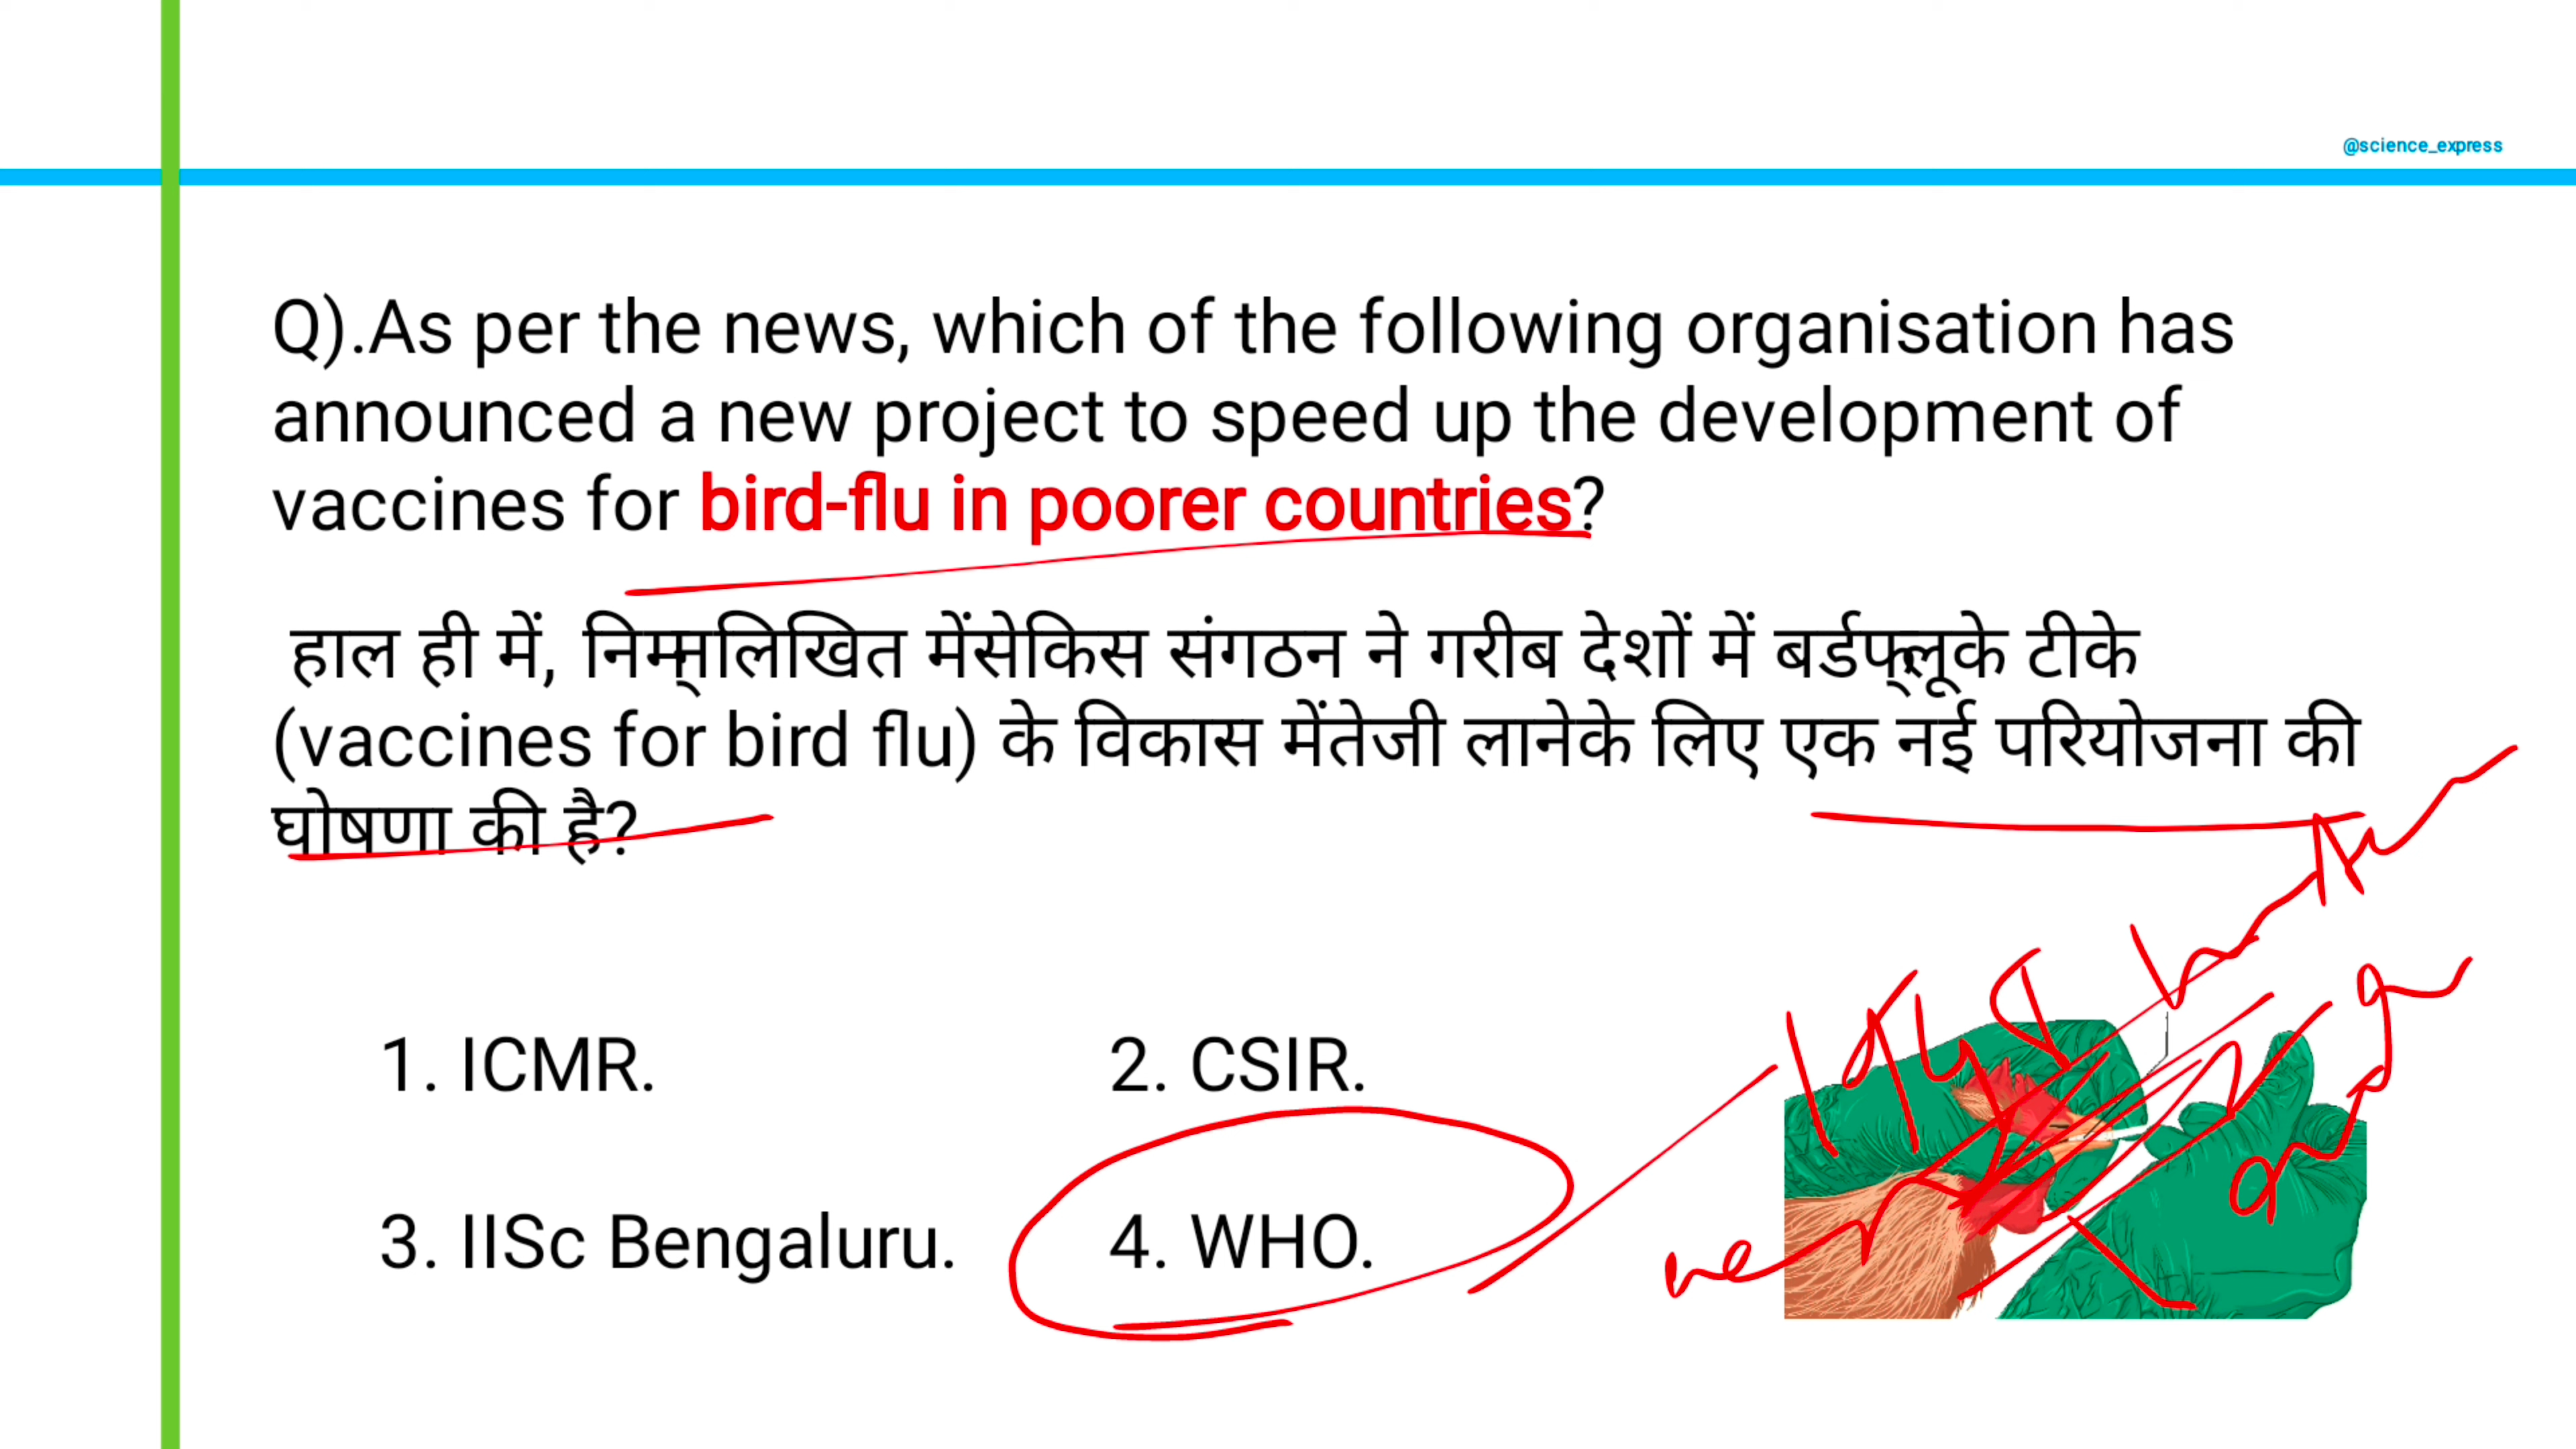 @science_express
Q).As per the news, which of the following organisation has
announced a new project to speed up the development of
vaccines for bird-flu in poorer countries?
हाल ही में, निम्न्लिखित मेंसेकिस संगठन ने गरीब देशों में बर्डफ्लूके टीके
(vaccines for bird flu) के विकास मेंतेजी लानेके लिए एक नई परियोजना की
घोषणा की है?
1. ICMR.
2. CSIR.
3. IISc Bengaluru.
4. WHO.
1948